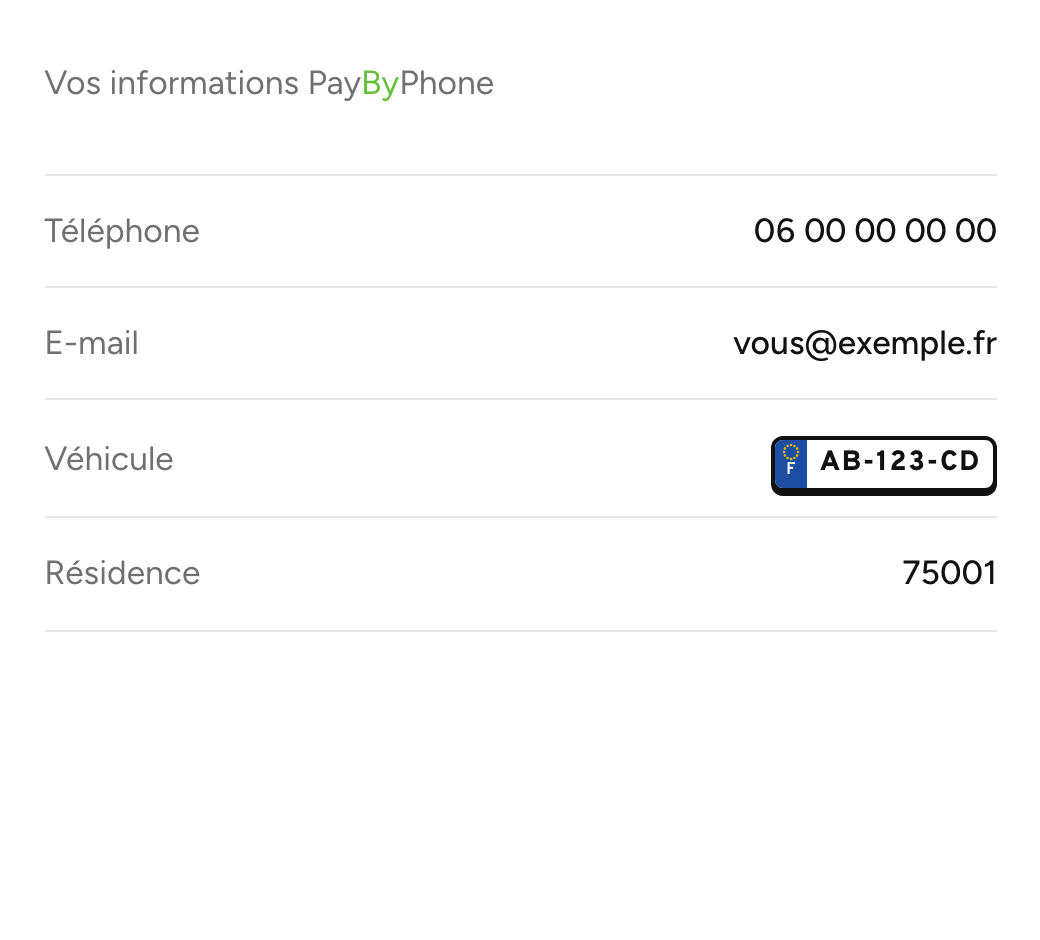 Vos informations PayByPhone
Téléphone 06 00 00 00 00
E-mail vous@exemple.fr
Véhicule F AB-123-CD
Résidence 75001